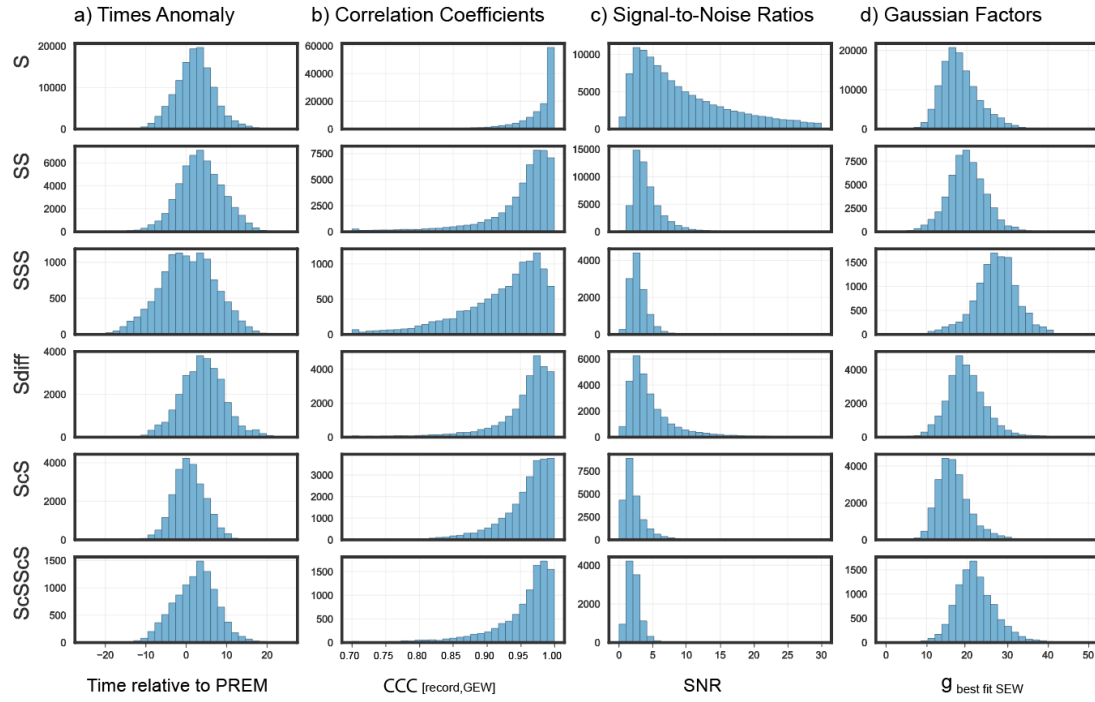 a) Times Anomaly b) Correlation Coefficients c) Signal-to-Noise Ratios d) Gaussian Factors
S
20000 10000 0
60000 40000 20000 0
10000 5000 0
20000 10000 0
SS
6000 4000 2000 0
7500 5000 2500 0
15000 10000 5000 0
7500 5000 2500 0
SSS
1000 500 0
1000 500 0
4000 2000 0
1500 1000 500 0
Sdiff
4000 2000 0
4000 2000 0
6000 4000 2000 0
4000 2000 0
ScS
4000 2000 0
3000 2000 1000 0
7500 5000 2500 0
4000 2000 0
ScSScS
1500 1000 500 0
1500 1000 500 0
4000 2000 0
1500 1000 500 0
−20 −10 0 10 20
0.70 0.75 0.80 0.85 0.90 0.95 1.00
0 5 10 15 20 25 30
0 10 20 30 40 50
Time relative to PREM CCC [record,GEW] SNR g best fit SEW